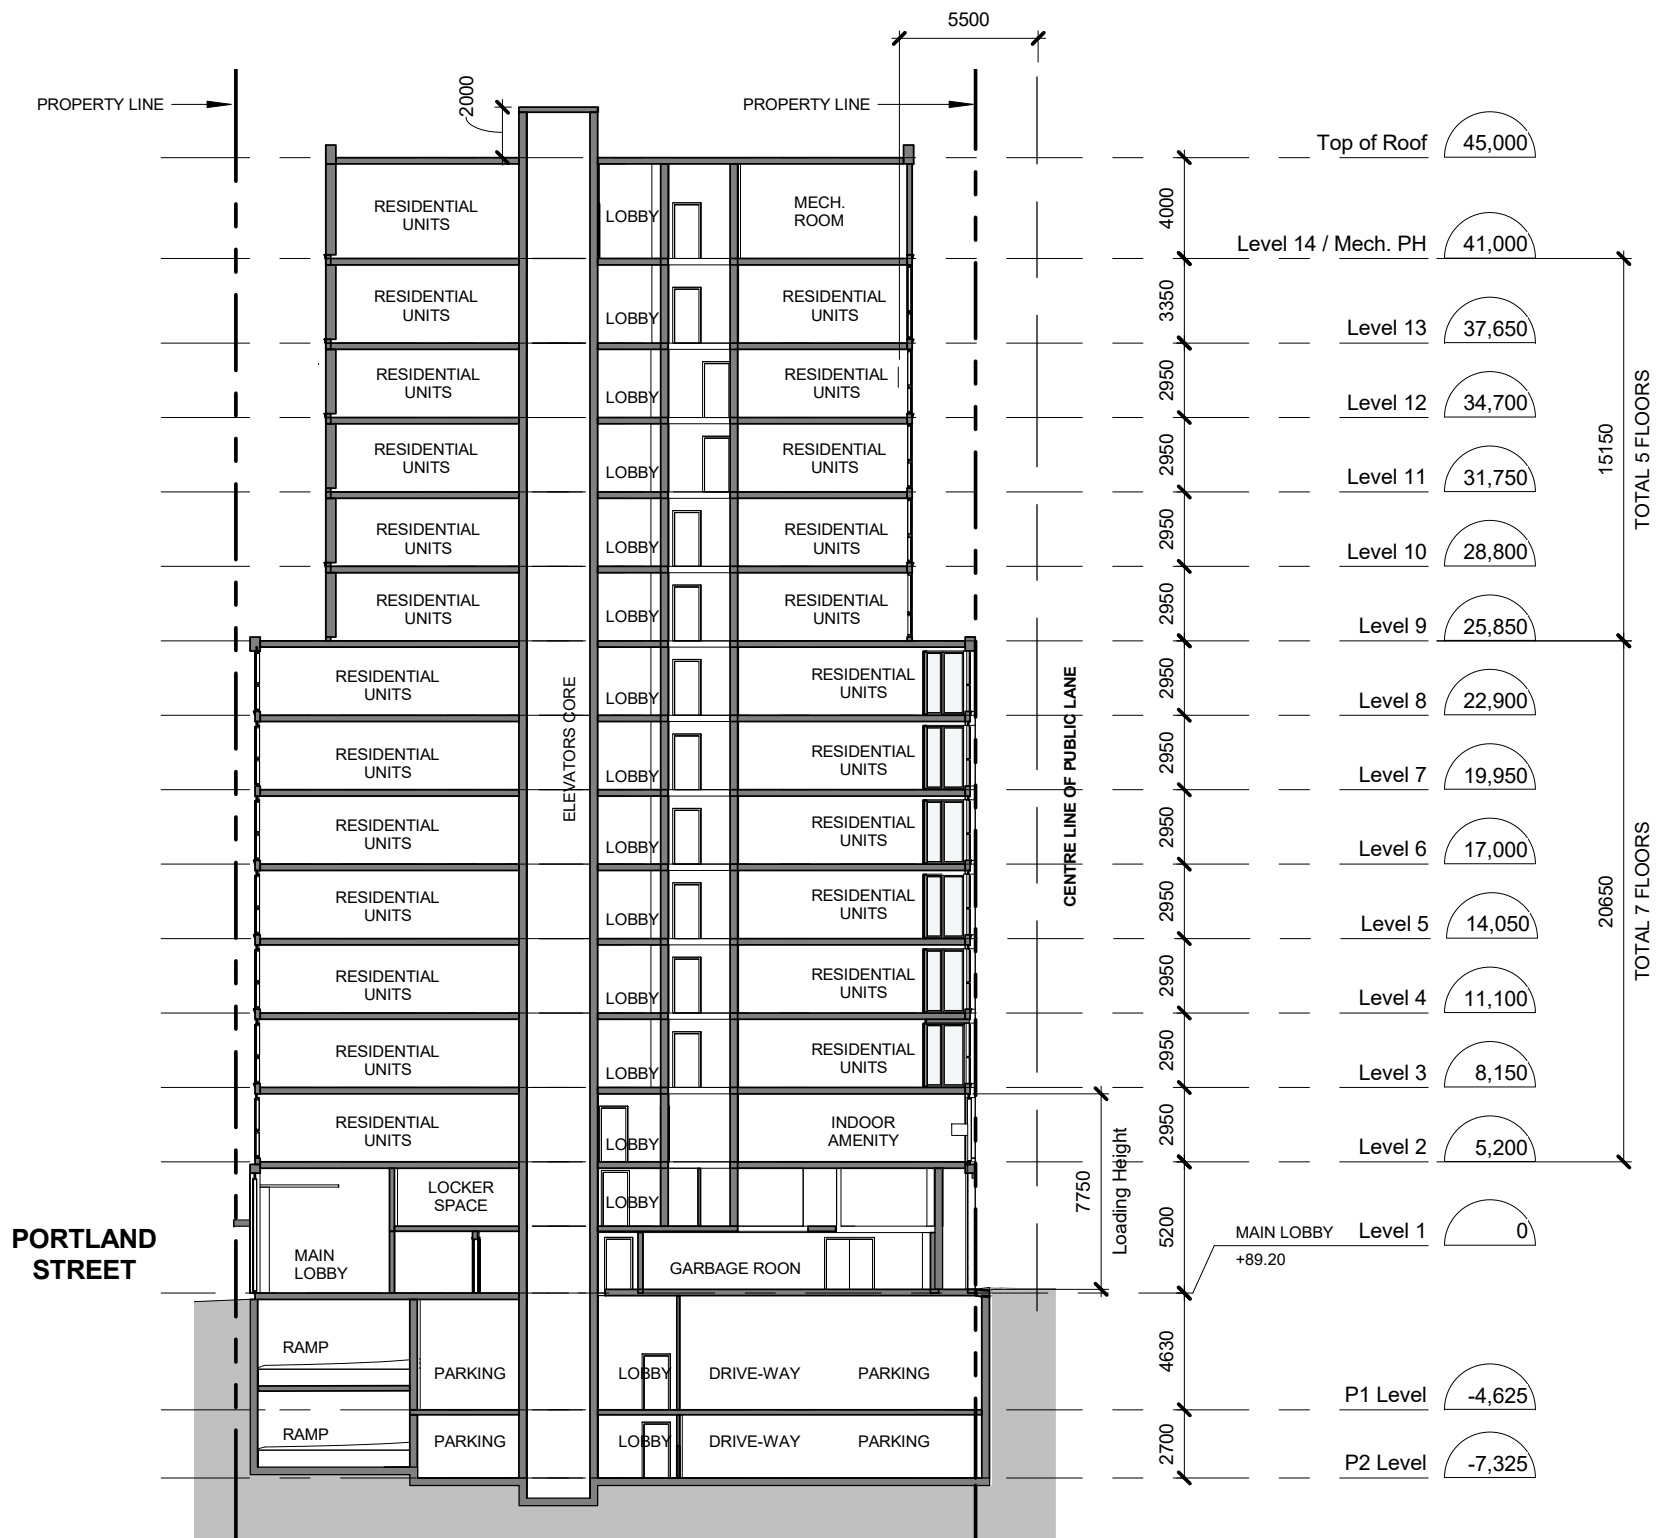 5500
PROPERTY LINE
2000
PROPERTY LINE
Top of Roof 45,000
RESIDENTIAL
UNITS
LOBBY
MECH.
ROOM
4000
Level 14 / Mech. PH 41,000
RESIDENTIAL
UNITS
LOBBY
RESIDENTIAL
UNITS
3350
Level 13 37,650
RESIDENTIAL
UNITS
LOBBY
RESIDENTIAL
UNITS
2950
Level 12 34,700
RESIDENTIAL
UNITS
LOBBY
RESIDENTIAL
UNITS
2950
Level 11 31,750
15150
TOTAL 5 FLOORS
RESIDENTIAL
UNITS
LOBBY
RESIDENTIAL
UNITS
2950
Level 10 28,800
RESIDENTIAL
UNITS
LOBBY
RESIDENTIAL
UNITS
2950
Level 9 25,850
RESIDENTIAL
UNITS
LOBBY
RESIDENTIAL
UNITS
2950
Level 8 22,900
ELEVATORS CORE
CENTRE LINE OF PUBLIC LANE
RESIDENTIAL
UNITS
LOBBY
RESIDENTIAL
UNITS
2950
Level 7 19,950
RESIDENTIAL
UNITS
LOBBY
RESIDENTIAL
UNITS
2950
Level 6 17,000
RESIDENTIAL
UNITS
LOBBY
RESIDENTIAL
UNITS
2950
Level 5 14,050
20650
TOTAL 7 FLOORS
RESIDENTIAL
UNITS
LOBBY
RESIDENTIAL
UNITS
2950
Level 4 11,100
RESIDENTIAL
UNITS
LOBBY
RESIDENTIAL
UNITS
2950
Level 3 8,150
RESIDENTIAL
UNITS
LOBBY
INDOOR
AMENITY
2950
Level 2 5,200
7750
Loading Height
LOCKER
SPACE
LOBBY
5200
PORTLAND
STREET
MAIN
LOBBY
GARBAGE ROON
MAIN LOBBY Level 1 0
+89.20
RAMP
PARKING
LOBBY
DRIVE-WAY
PARKING
4630
P1 Level -4,625
RAMP
PARKING
LOBBY
DRIVE-WAY
PARKING
2700
P2 Level -7,325